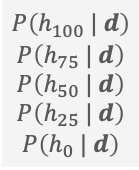 P(h₁₀₀ | d)
P(h₇₅ | d)
P(h₅₀ | d)
P(h₂₅ | d)
P(h₀ | d)